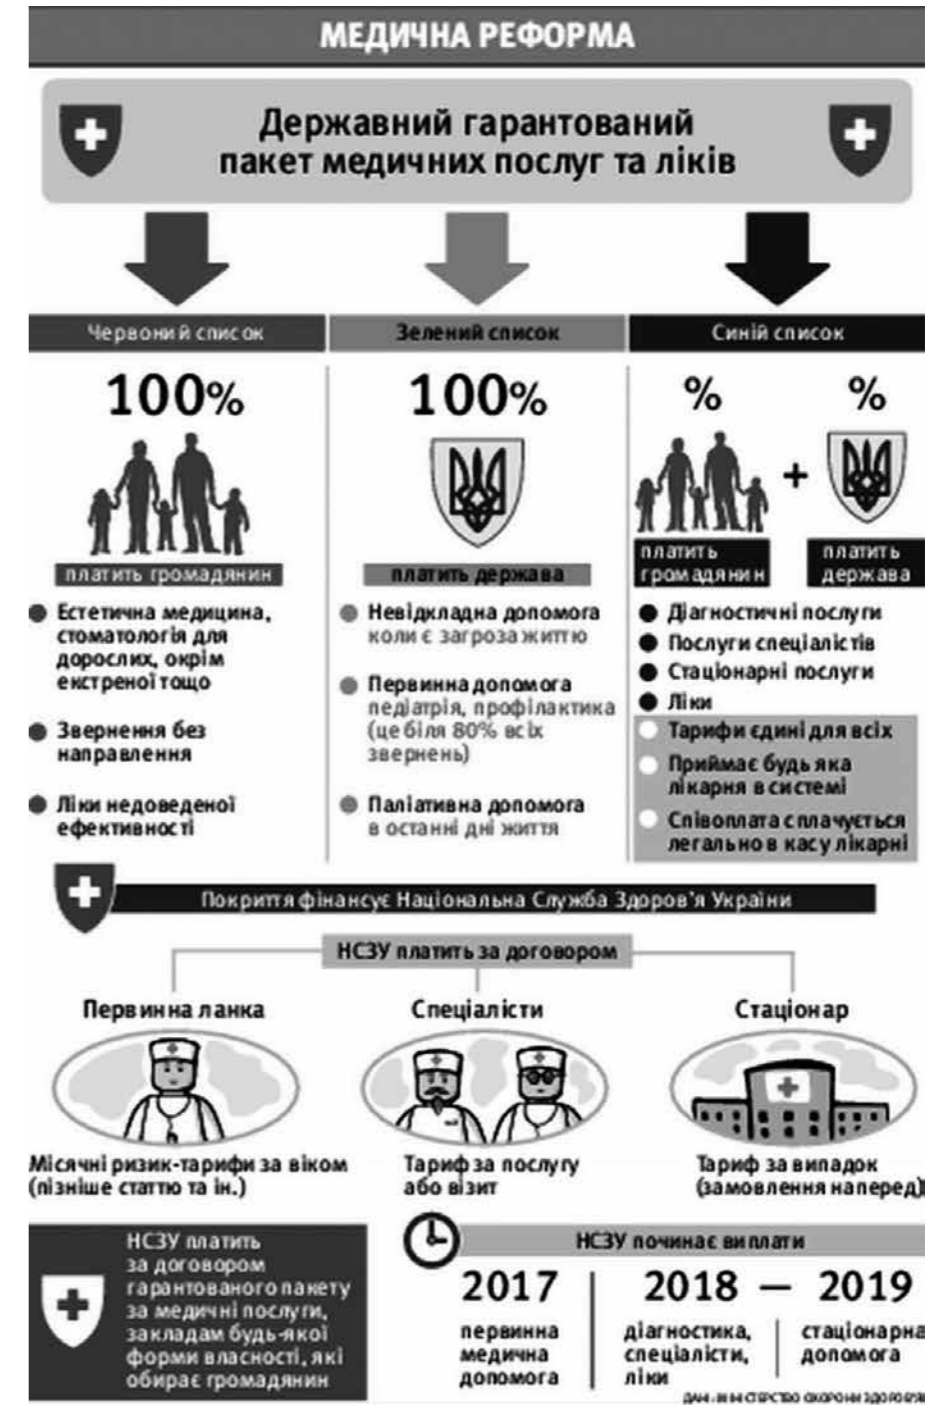 МЕДИЧНА РЕФОРМА
Державний гарантований
пакет медичних послуг та ліків
Червоний список
100%
платить громадянин
Естетична медицина,
стоматологія для
дорослих, окрім
екстреної тощо
Звернення без
направлення
Ліки недоведеної
ефективності
Зелений список
100%
платить держава
Невідкладна допомога
коли є загроза життю
Первинна допомога
педіатрія, профілактика
(це біля 80% всіх
звернень)
Паліативна допомога
в останні дні життя
Синій список
% %
+
платить
громадянин
платить
держава
Діагностичні послуги
Послуги спеціалістів
Стаціонарні послуги
Ліки
Тарифи єдині для всіх
Приймає будь яка
лікарня в системі
Співоплата сплачується
легально в касу лікарні
Покриття фінансує Національна Служба Здоров'я України
НСЗУ платить за договором
Первинна ланка
Місячні ризик-тарифи за віком
(пізніше статтю та ін.)
Спеціалісти
Тариф за послугу
або візит
Стаціонар
Тариф за випадок
(замовлення наперед)
НСЗУ платить
за договором
гарантованого пакету
за медичні послуги,
закладам будь-якої
форми власності, які
обирає громадянин
НСЗУ починає виплати
2017
первинна
медична
допомога
2018 — 2019
діагностика,
спеціалісти,
ліки
стаціонарна
допомога
ДАНІ: МІНІСТЕРСТВО ОХОРОНИ ЗДОРОВ'Я